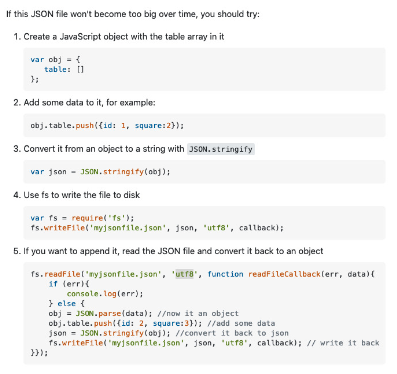 If this JSON file won't become too big over time, you should try:
1. Create a JavaScript object with the table array in it
var obj = {
table: []
};
2. Add some data to it, for example:
obj.table.push({id: 1, square:2});
3. Convert it from an object to a string with JSON.stringify
var json = JSON.stringify(obj);
4. Use fs to write the file to disk
var fs = require('fs');
fs.writeFile('myjsonfile.json', json, 'utf8', callback);
5. If you want to append it, read the JSON file and convert it back to an object
fs.readFile('myjsonfile.json', 'utf8', function readFileCallback(err, data){
if (err){
console.log(err);
} else {
obj = JSON.parse(data); //now it an object
obj.table.push({id: 2, square:3}); //add some data
json = JSON.stringify(obj); //convert it back to json
fs.writeFile('myjsonfile.json', json, 'utf8', callback); // write it back
}});